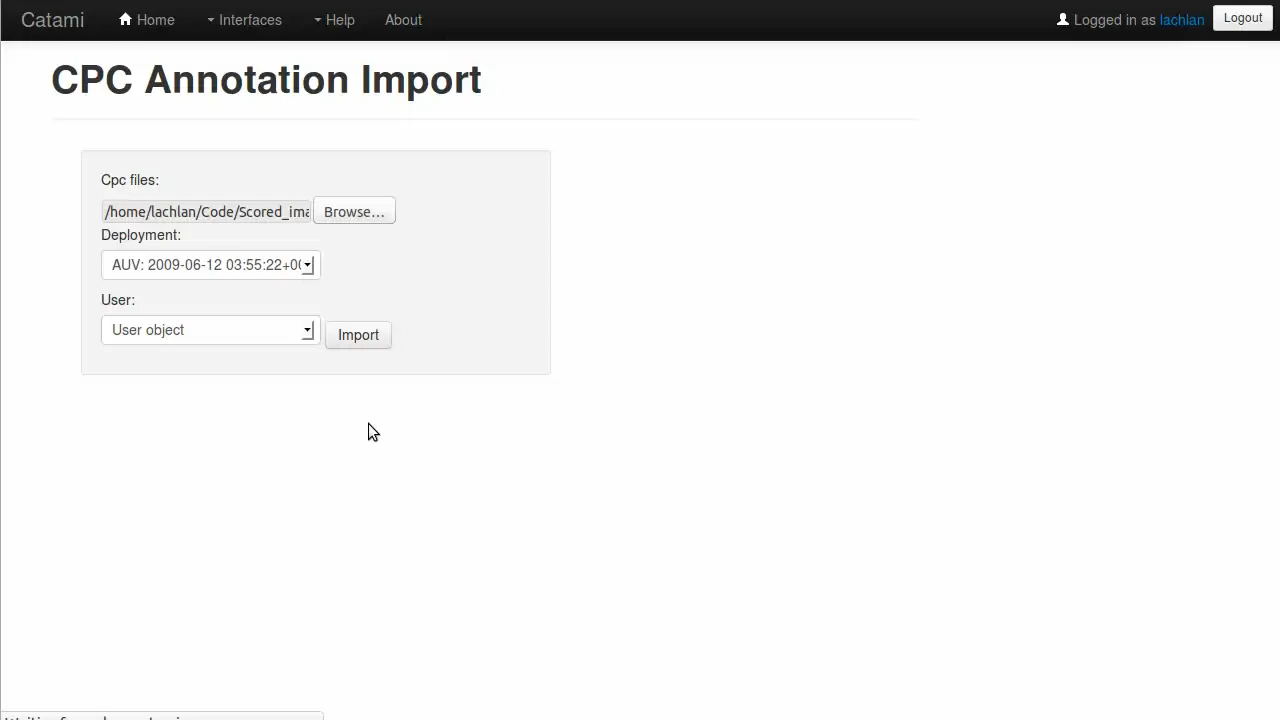 Catami Home Interfaces Help About Logged in as lachlan Logout
CPC Annotation Import
Cpc files:
/home/lachlan/Code/Scored_ima Browse...
Deployment:
AUV: 2009-06-12 03:55:22+00
User:
User object Import